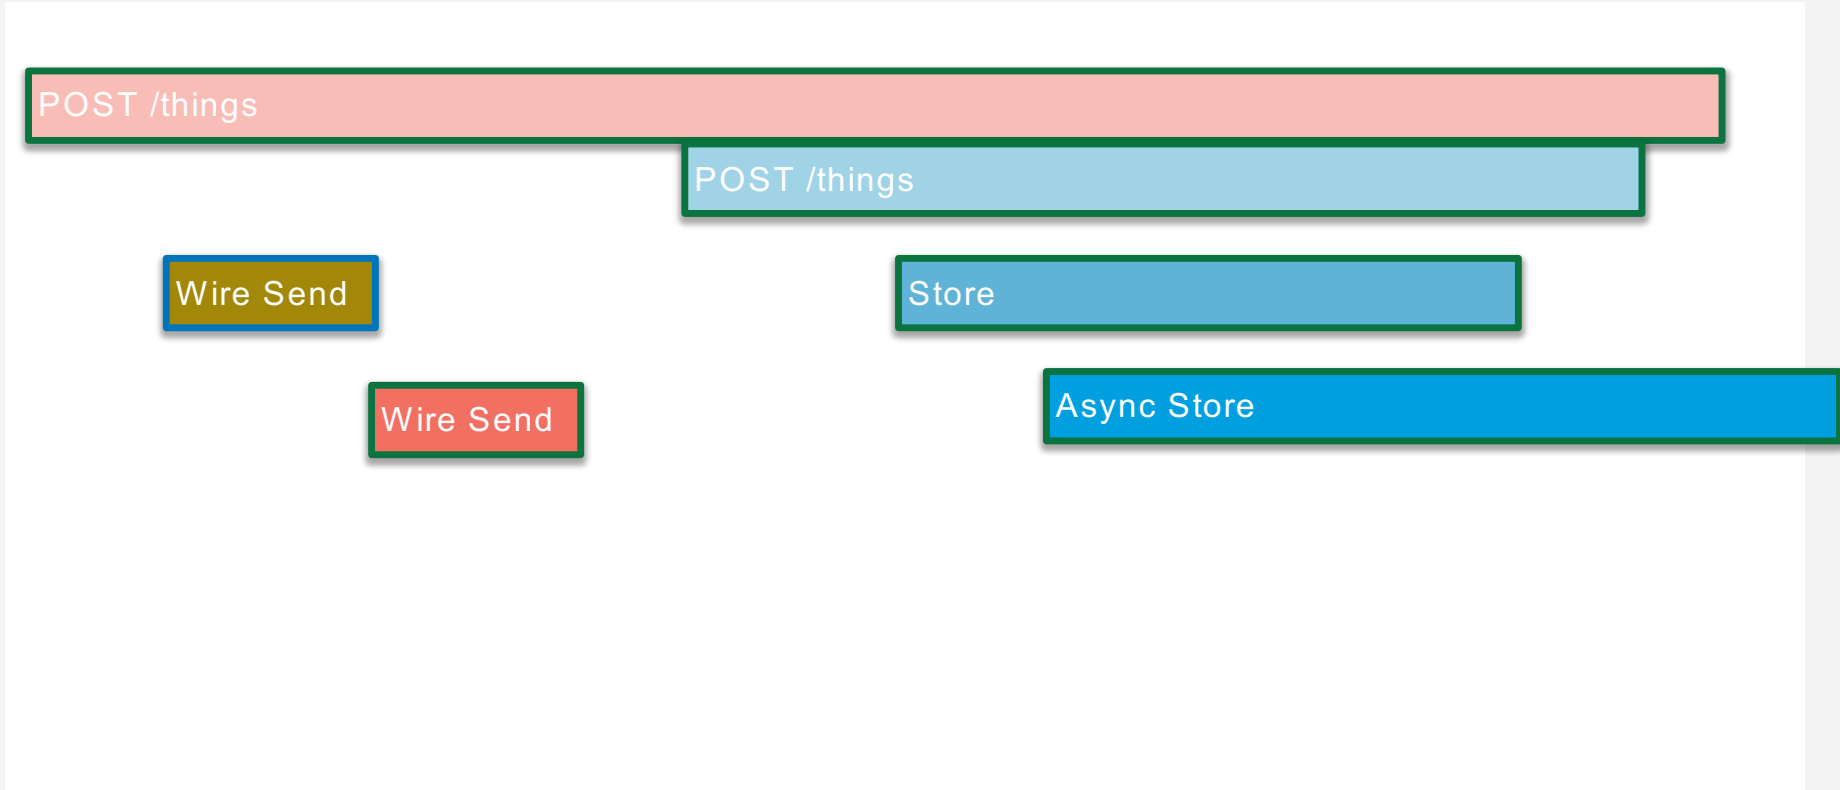 POST /things
POST /things
Wire Send
Store
Wire Send
Async Store